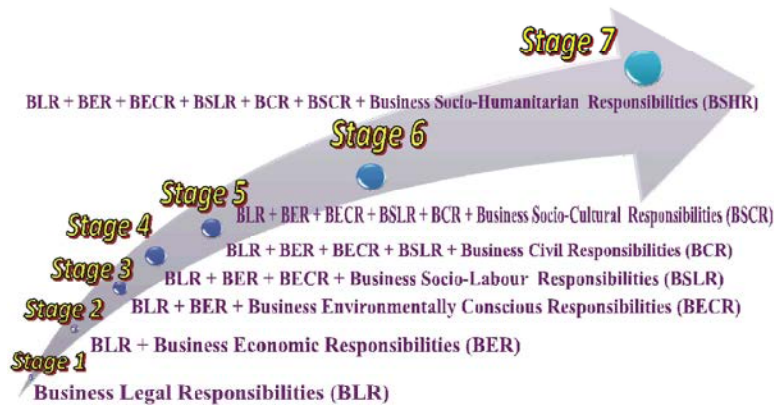 Stage 7
BLR + BER + BECR + BSLR + BCR + BSCR + Business Socio-Humanitarian Responsibilities (BSHR)
Stage 6
Stage 5
BLR + BER + BECR + BSLR + BCR + Business Socio-Cultural Responsibilities (BSCR)
Stage 4
BLR + BER + BECR + BSLR + Business Civil Responsibilities (BCR)
Stage 3
BLR + BER + BECR + Business Socio-Labour Responsibilities (BSLR)
Stage 2
BLR + BER + Business Environmentally Conscious Responsibilities (BECR)
BLR + Business Economic Responsibilities (BER)
Stage 1
Business Legal Responsibilities (BLR)